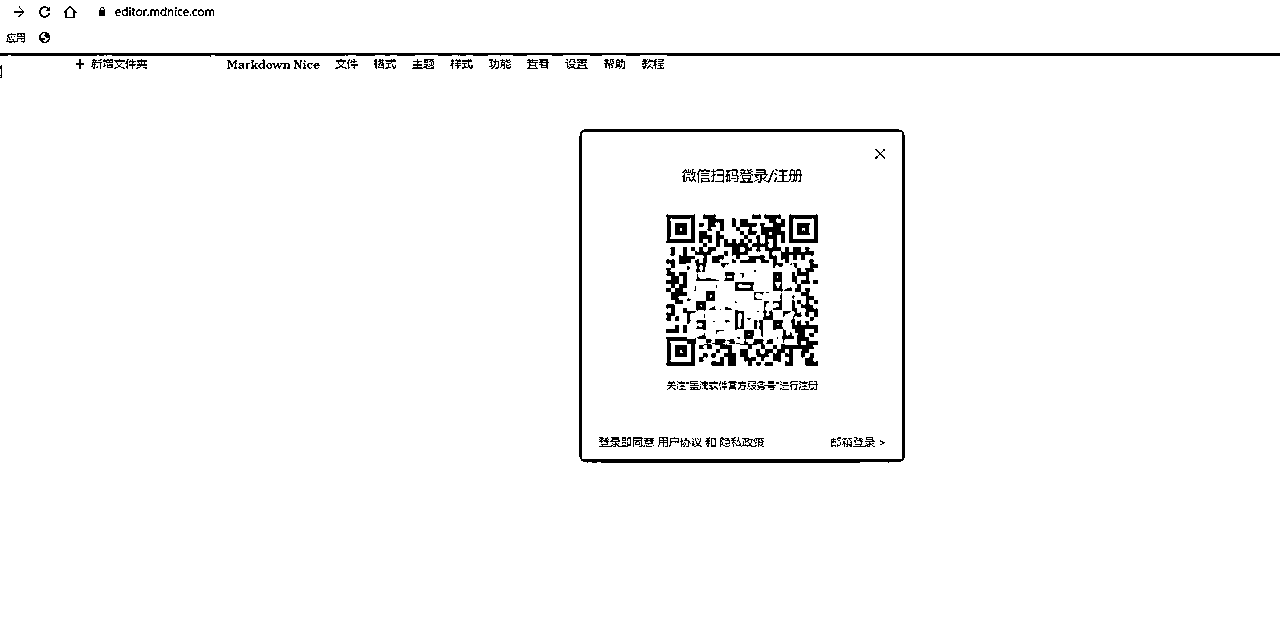 editor.mdnice.com
应用
+ 新增文件夹
Markdown Nice 文件 格式 主题 样式 功能 查看 设置 帮助 教程
微信扫码登录/注册
关注"墨滴软件官方服务号"进行注册
登录即同意 用户协议 和 隐私政策
邮箱登录 >